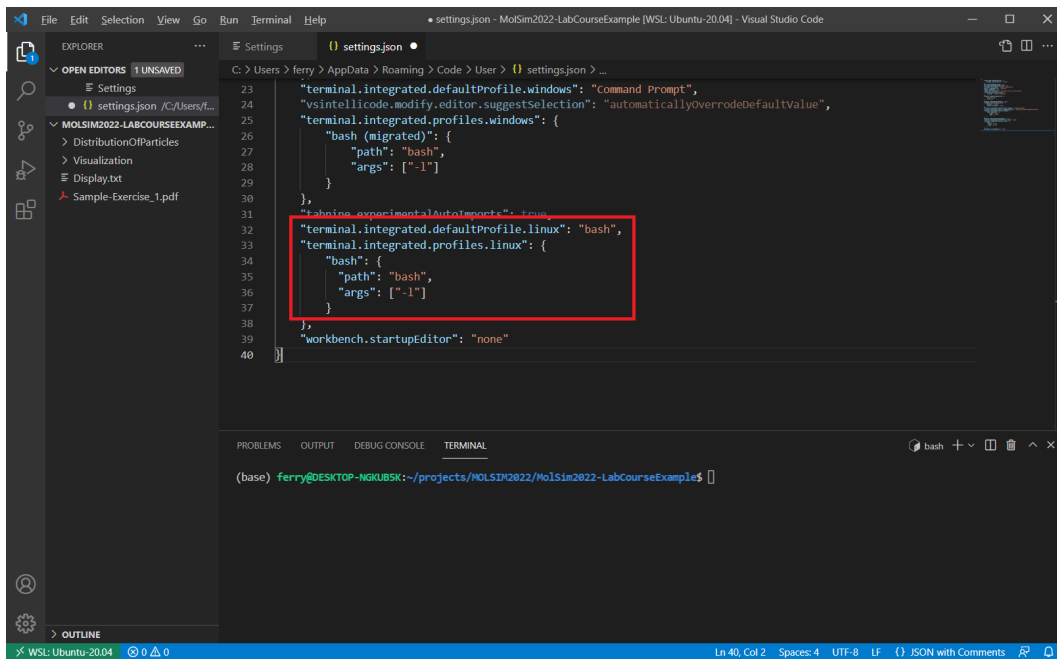 File Edit Selection View Go Run Terminal Help
● settings.json - MolSim2022-LabCourseExample [WSL: Ubuntu-20.04] - Visual Studio Code
EXPLORER ...
OPEN EDITORS 1 UNSAVED
Settings
● {} settings.json /C:/Users/f...
MOLSIM2022-LABCOURSEEXAMP...
> DistributionOfParticles
> Visualization
Display.txt
Sample-Exercise_1.pdf
> OUTLINE
1
Settings
{} settings.json ●
C: > Users > ferry > AppData > Roaming > Code > User > {} settings.json > ...
23 "terminal.integrated.defaultProfile.windows": "Command Prompt",
24 "vsintellicode.modify.editor.suggestSelection": "automaticallyOverrodeDefaultValue",
25 "terminal.integrated.profiles.windows": {
26 "bash (migrated)": {
27 "path": "bash",
28 "args": ["-l"]
29 }
30 },
31 "tabnine.experimentalAutoImports": true,
32 "terminal.integrated.defaultProfile.linux": "bash",
33 "terminal.integrated.profiles.linux": {
34 "bash": {
35 "path": "bash",
36 "args": ["-l"]
37 }
38 },
39 "workbench.startupEditor": "none"
40 }
PROBLEMS OUTPUT DEBUG CONSOLE TERMINAL
bash
(base) ferry@DESKTOP-NGKUB5K:~/projects/MOLSIM2022/MolSim2022-LabCourseExample$
WSL: Ubuntu-20.04 0 0
Ln 40, Col 2 Spaces: 4 UTF-8 LF {} JSON with Comments